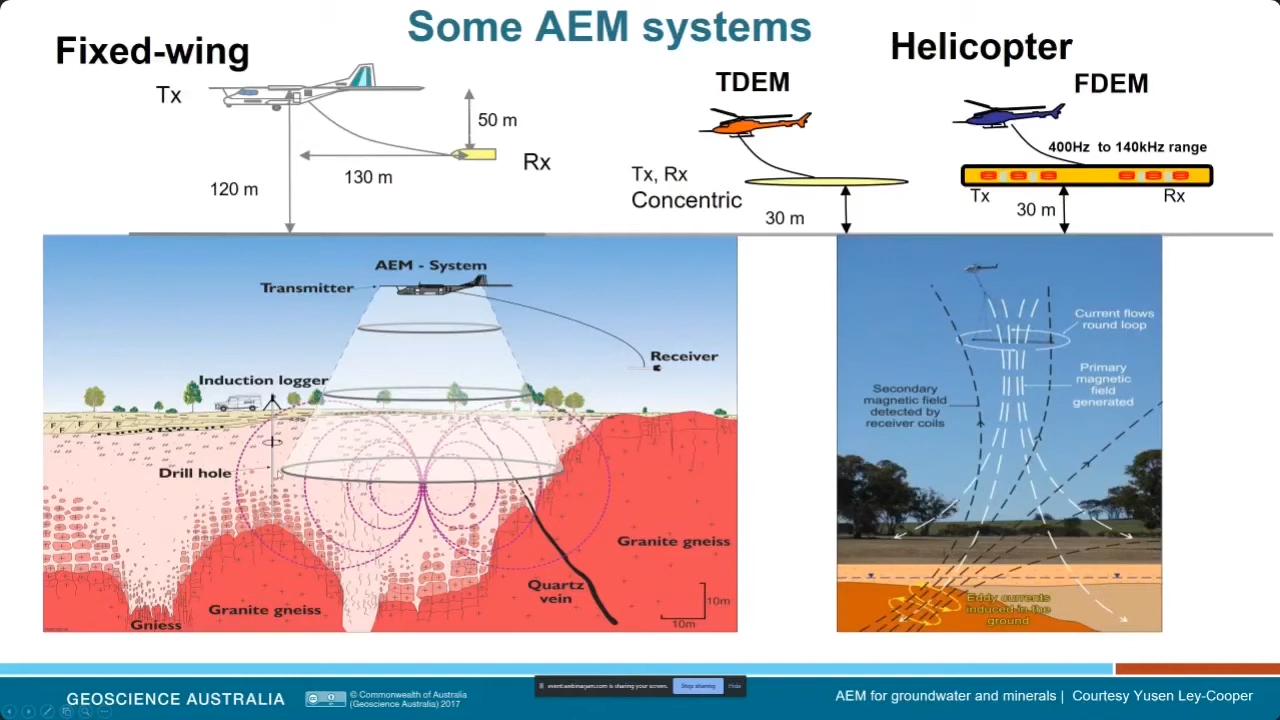 Some AEM systems
Fixed-wing
Helicopter
Tx
50 m
130 m
Rx
120 m
TDEM
Tx, Rx
Concentric
30 m
FDEM
400Hz to 140kHz range
Tx
Rx
30 m
AEM - System
Transmitter
Receiver
Induction logger
Drill hole
Granite gneiss
Quartz
vein
Granite gneiss
Gniess
10m
10m
Current flows
round loop
Primary
magnetic
field
generated
Secondary
magnetic field
detected by
receiver coils
Eddy currents
induced in the
ground
GEOSCIENCE AUSTRALIA
© Commonwealth of Australia
(Geoscience Australia) 2017
event.webinarjam.com is sharing your screen.
Stop sharing
Hide
AEM for groundwater and minerals | Courtesy Yusen Ley-Cooper